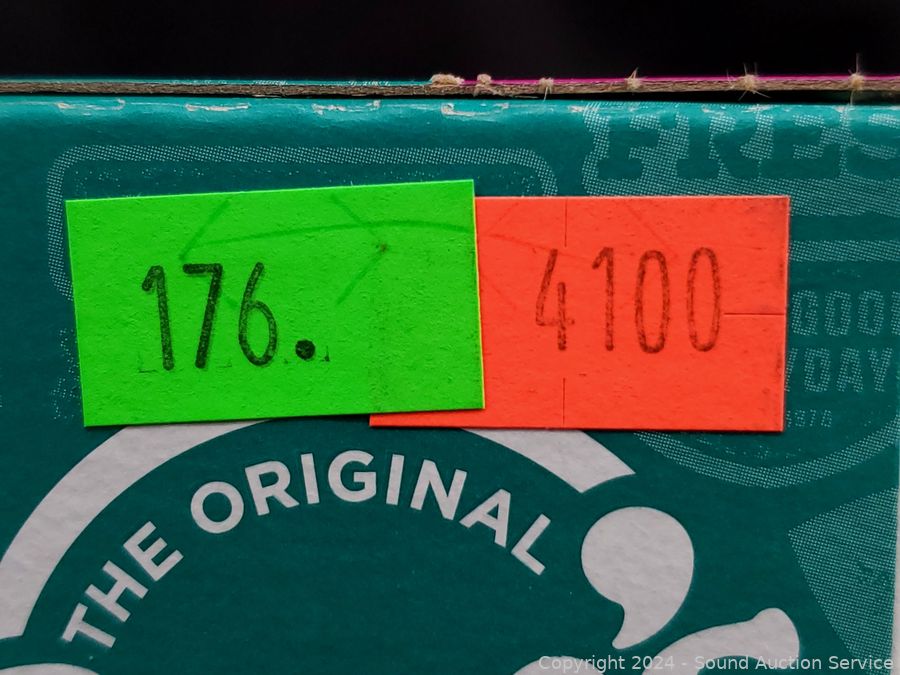 176.
4100
THE ORIGINAL
Copyright 2024 - Sound Auction Service